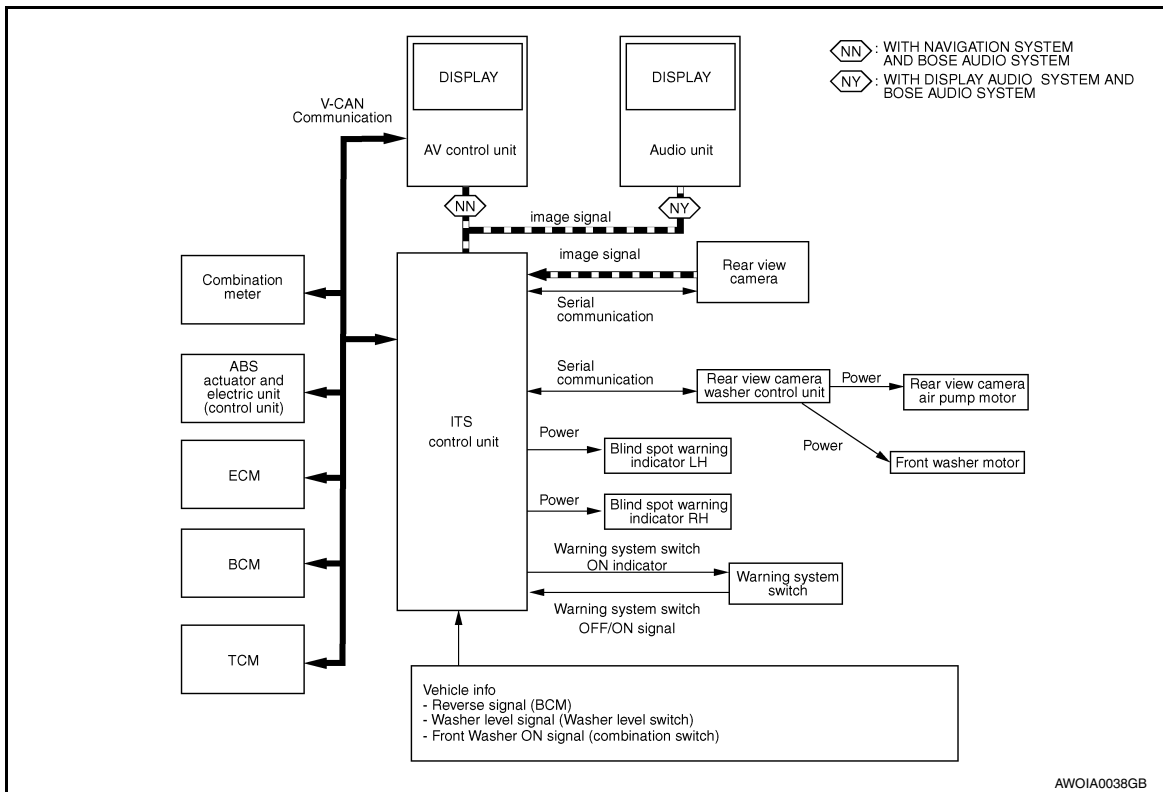 DISPLAY
AV control unit
DISPLAY
Audio unit
NN
: WITH NAVIGATION SYSTEM
AND BOSE AUDIO SYSTEM
NY
: WITH DISPLAY AUDIO SYSTEM AND
BOSE AUDIO SYSTEM
V-CAN
Communication
NN
NY
image signal
image signal
Rear view
camera
Serial
communication
Combination
meter
ABS
actuator and
electric unit
(control unit)
ECM
BCM
TCM
ITS
control unit
Serial
communication
Rear view camera
washer control unit
Power
Rear view camera
air pump motor
Power
Front washer motor
Power
Blind spot warning
indicator LH
Power
Blind spot warning
indicator RH
Warning system switch
ON indicator
Warning system
switch
Warning system switch
OFF/ON signal
Vehicle info
- Reverse signal (BCM)
- Washer level signal (Washer level switch)
- Front Washer ON signal (combination switch)
AWOIA0038GB